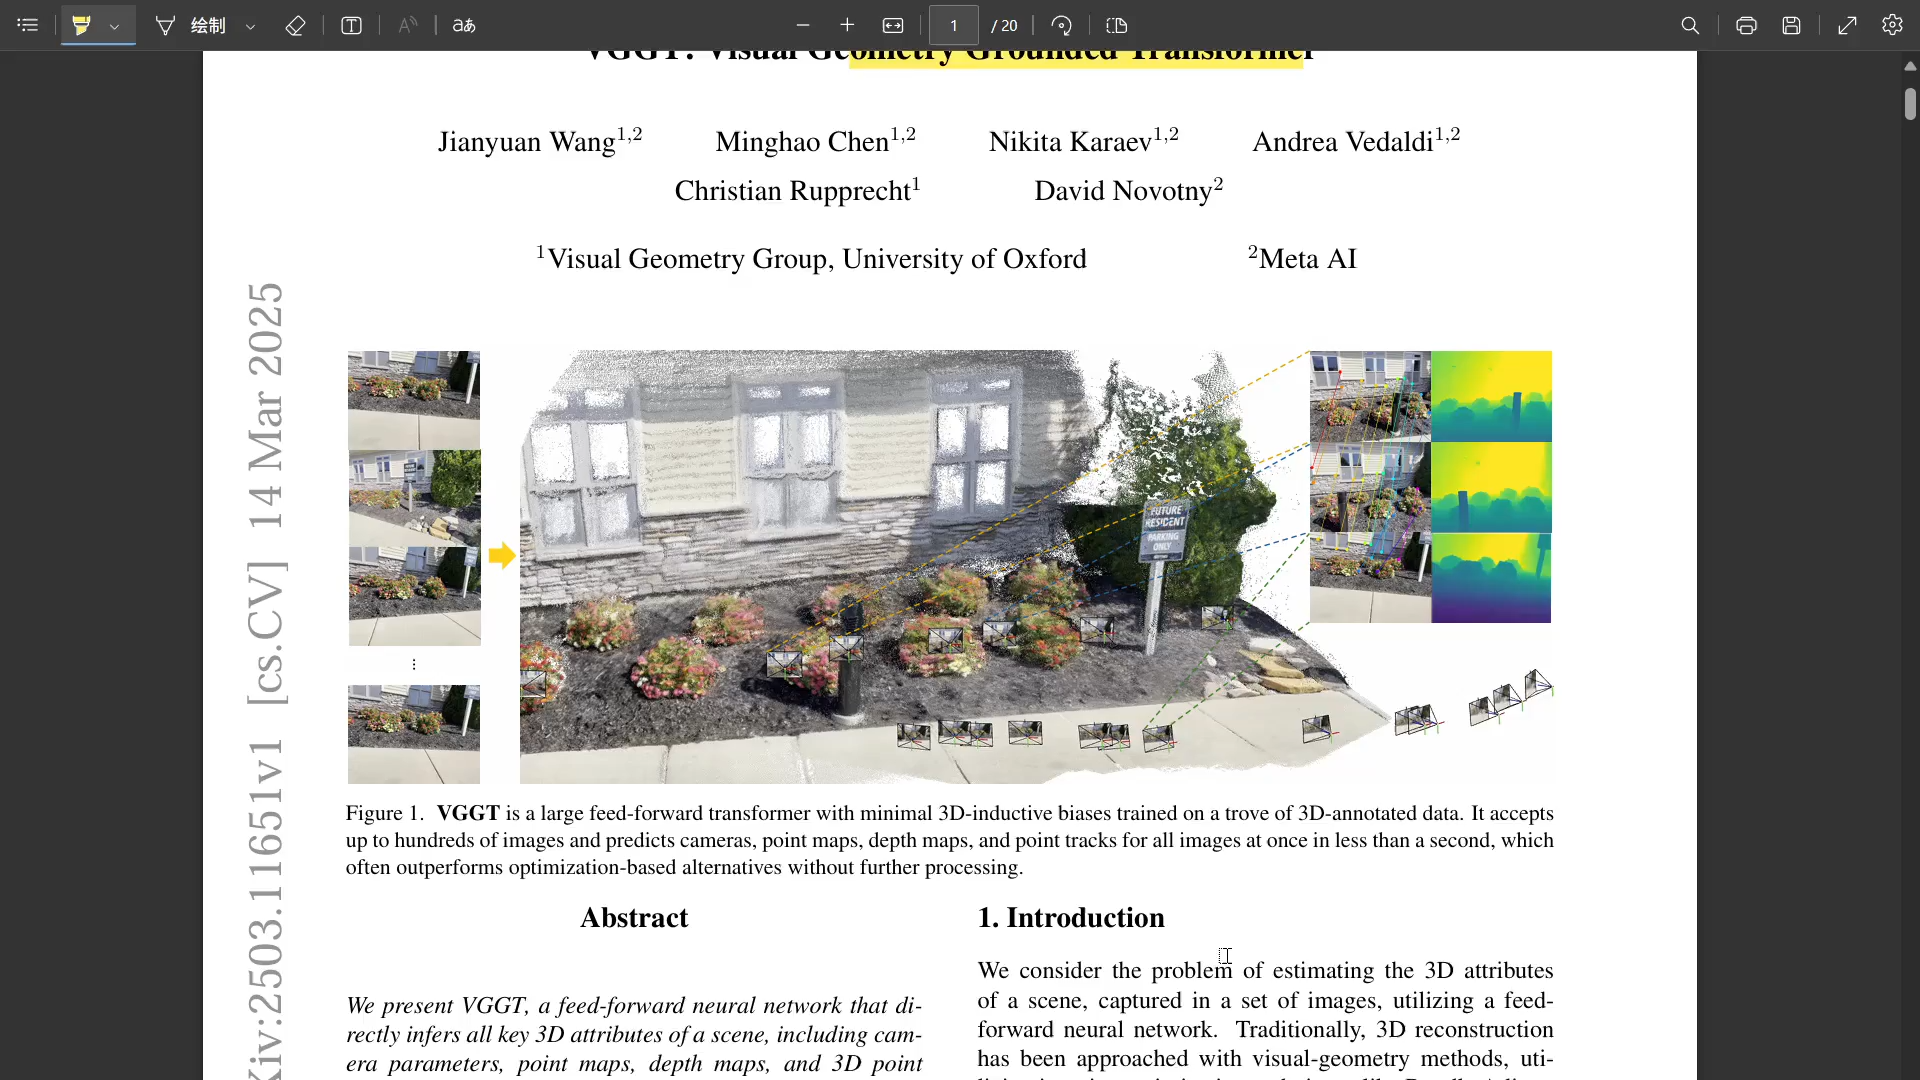 绘制
aあ
1 / 20
VGGT: Visual Geometry Grounded Transformer
Jianyuan Wang1,2 Minghao Chen1,2 Nikita Karaev1,2 Andrea Vedaldi1,2
Christian Rupprecht1 David Novotny2
1Visual Geometry Group, University of Oxford 2Meta AI
Xiv:2503.11651v1 [cs.CV] 14 Mar 2025
FUTURE
RESIDENT
PARKING
ONLY
Figure 1. VGGT is a large feed-forward transformer with minimal 3D-inductive biases trained on a trove of 3D-annotated data. It accepts
up to hundreds of images and predicts cameras, point maps, depth maps, and point tracks for all images at once in less than a second, which
often outperforms optimization-based alternatives without further processing.
Abstract
We present VGGT, a feed-forward neural network that di-
rectly infers all key 3D attributes of a scene, including cam-
era parameters, point maps, depth maps, and 3D point
1. Introduction
We consider the problem of estimating the 3D attributes
of a scene, captured in a set of images, utilizing a feed-
forward neural network. Traditionally, 3D reconstruction
has been approached with visual-geometry methods, uti-